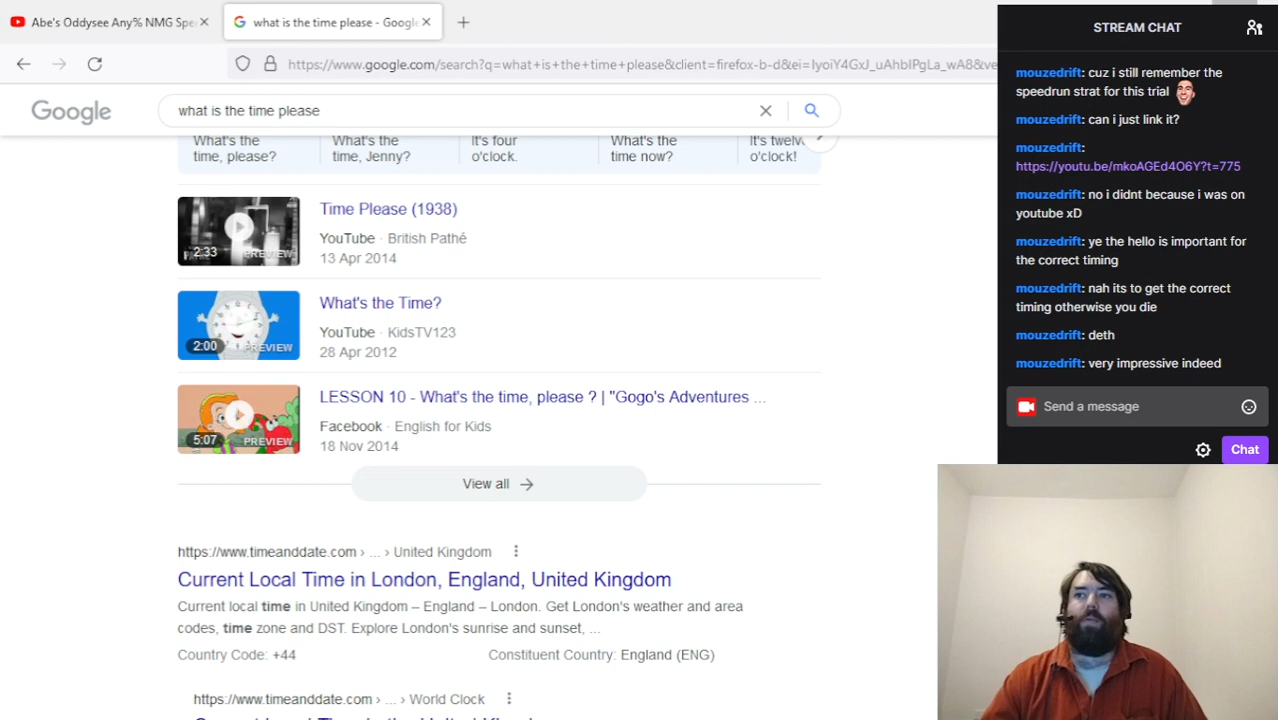 Abe's Oddysee Any% NMG Spe
what is the time please - Google
https://www.google.com/search?q=what+is+the+time+please&client=firefox-b-d&ei=
Google
what is the time please
What's the time, please?
What's the time, Jenny?
It's four o'clock.
What's the time now?
It's twelv o'clock!
Time Please (1938)
YouTube · British Pathé
13 Apr 2014
2:33 PREVIEW
What's the Time?
YouTube · KidsTV123
28 Apr 2012
2:00 PREVIEW
LESSON 10 - What's the time, please ? | "Gogo's Adventures ...
Facebook · English for Kids
18 Nov 2014
5:07 PREVIEW
View all
https://www.timeanddate.com › ... › United Kingdom
Current Local Time in London, England, United Kingdom
Current local time in United Kingdom – England – London. Get London's weather and area
codes, time zone and DST. Explore London's sunrise and sunset, ...
Country Code: +44 Constituent Country: England (ENG)
https://www.timeanddate.com › ... › World Clock
STREAM CHAT
mouzedrift: cuz i still remember the
speedrun strat for this trial
mouzedrift: can i just link it?
mouzedrift:
https://youtu.be/mkoAGEd4O6Y?t=775
mouzedrift: no i didnt because i was on
youtube xD
mouzedrift: ye the hello is important for
the correct timing
mouzedrift: nah its to get the correct
timing otherwise you die
mouzedrift: deth
mouzedrift: very impressive indeed
Send a message
Chat